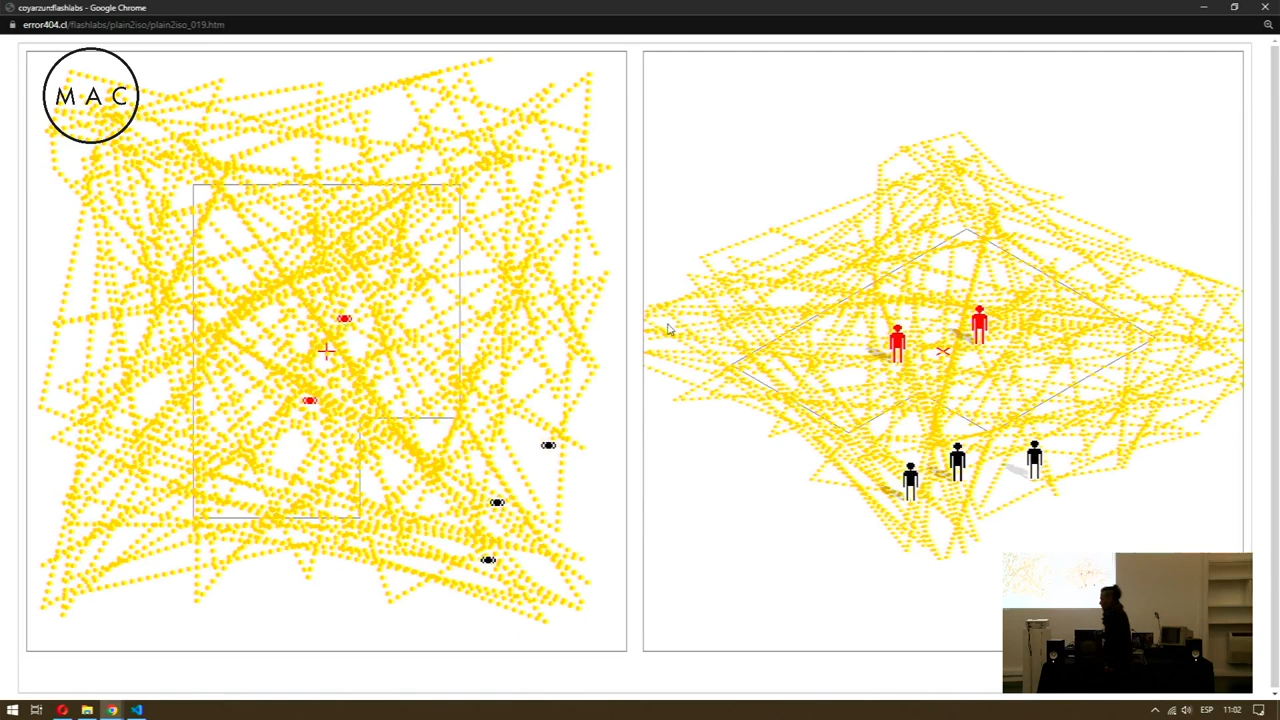 coyarzun:flashlabs - Google Chrome
error404.cl/flashlabs/plain2iso/plain2iso_019.htm
MAC
ESP
11:02